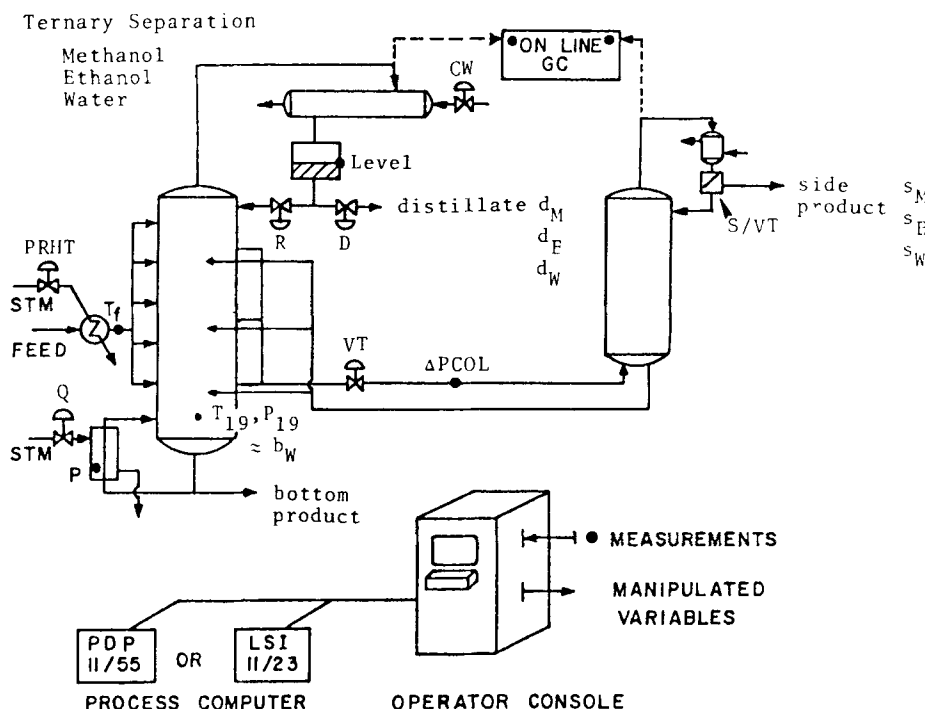 Ternary Separation
Methanol
Ethanol
Water
ON LINE
GC
CW
Level
distillate d_M
d_E
d_W
R
D
side
product
s_M
s_E
s_W
S/VT
PRHT
STM
T_f
FEED
VT
ΔPCOL
Q
T_19, P_19
≈ b_W
STM
P
bottom
product
MEASUREMENTS
MANIPULATED
VARIABLES
PDP
11/55
OR
LSI
11/23
PROCESS COMPUTER
OPERATOR CONSOLE